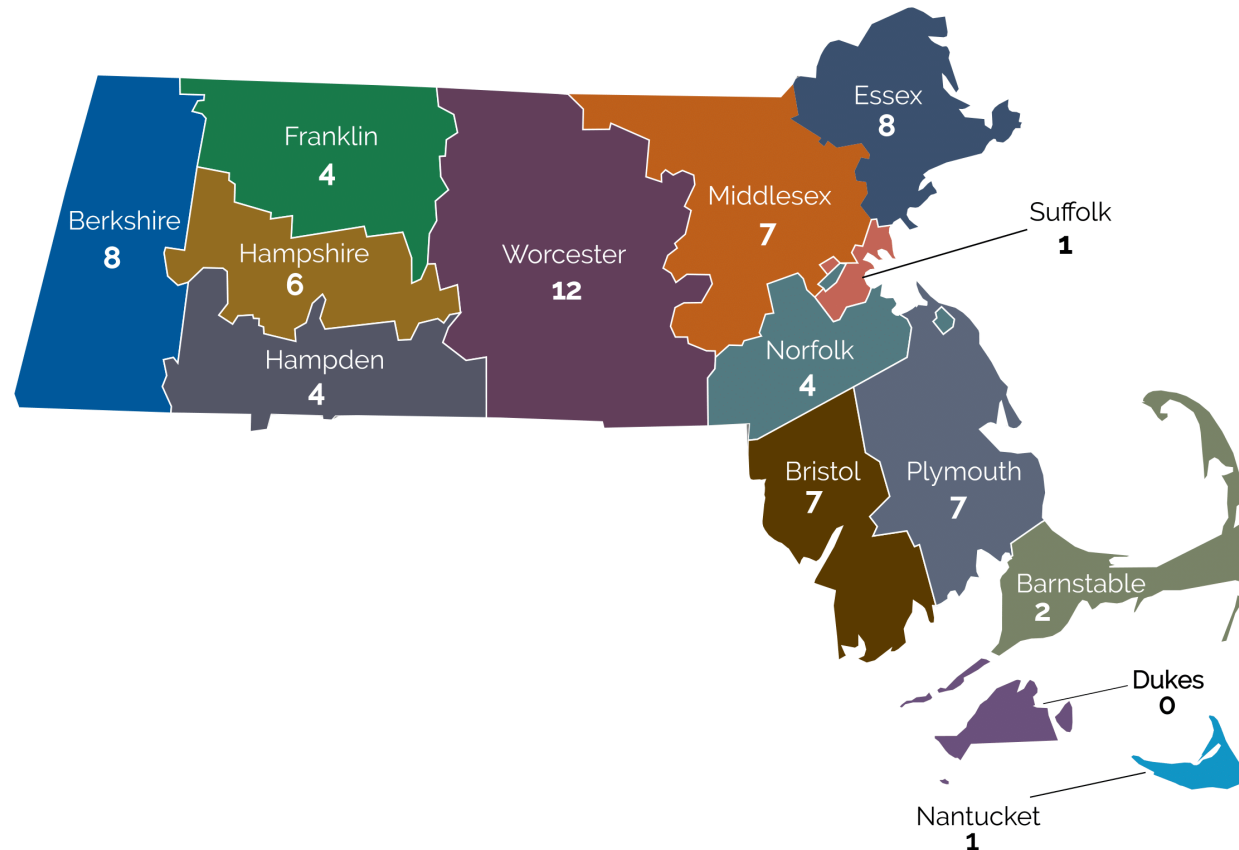 Essex
8
Franklin
4
Middlesex
7
Berkshire
8
Suffolk
1
Hampshire
6
Worcester
12
Norfolk
4
Hampden
4
Bristol
7
Plymouth
7
Barnstable
2
Dukes
0
Nantucket
1